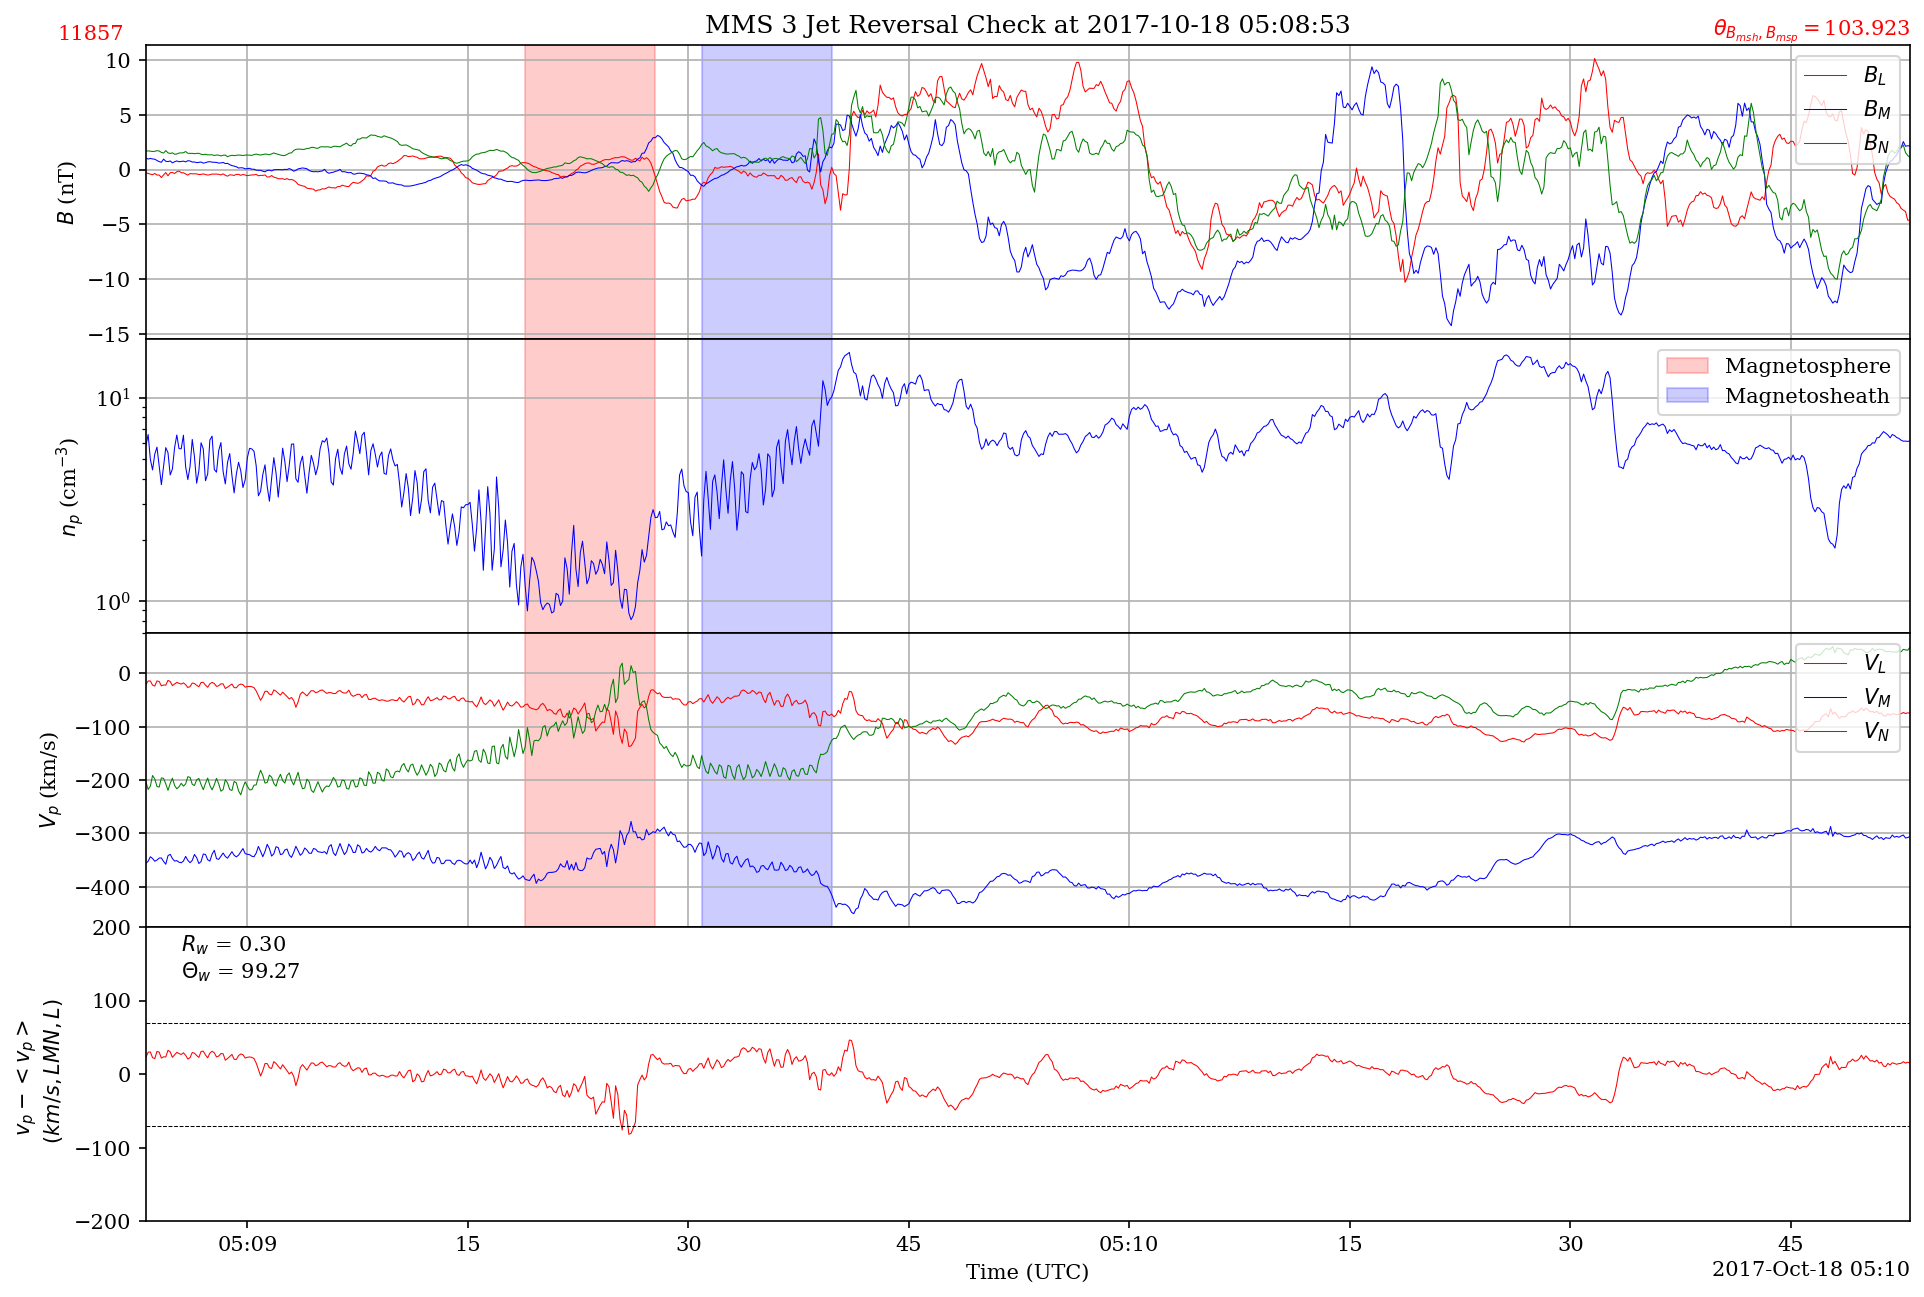 MMS 3 Jet Reversal Check at 2017-10-18 05:08:53
11857
θ_{B_{msh}, B_{msp}} = 103.923
10
5
0
−5
−10
−15
B (nT)
B_L
B_M
B_N
10^1
10^0
n_p (cm^{−3})
Magnetosphere
Magnetosheath
0
−100
−200
−300
−400
V_p (km/s)
V_L
V_M
V_N
200
100
0
−100
−200
v_p − < v_p >
(km/s, LMN, L)
R_w = 0.30
Θ_w = 99.27
05:09
15
30
45
05:10
15
30
45
Time (UTC)
2017-Oct-18 05:10